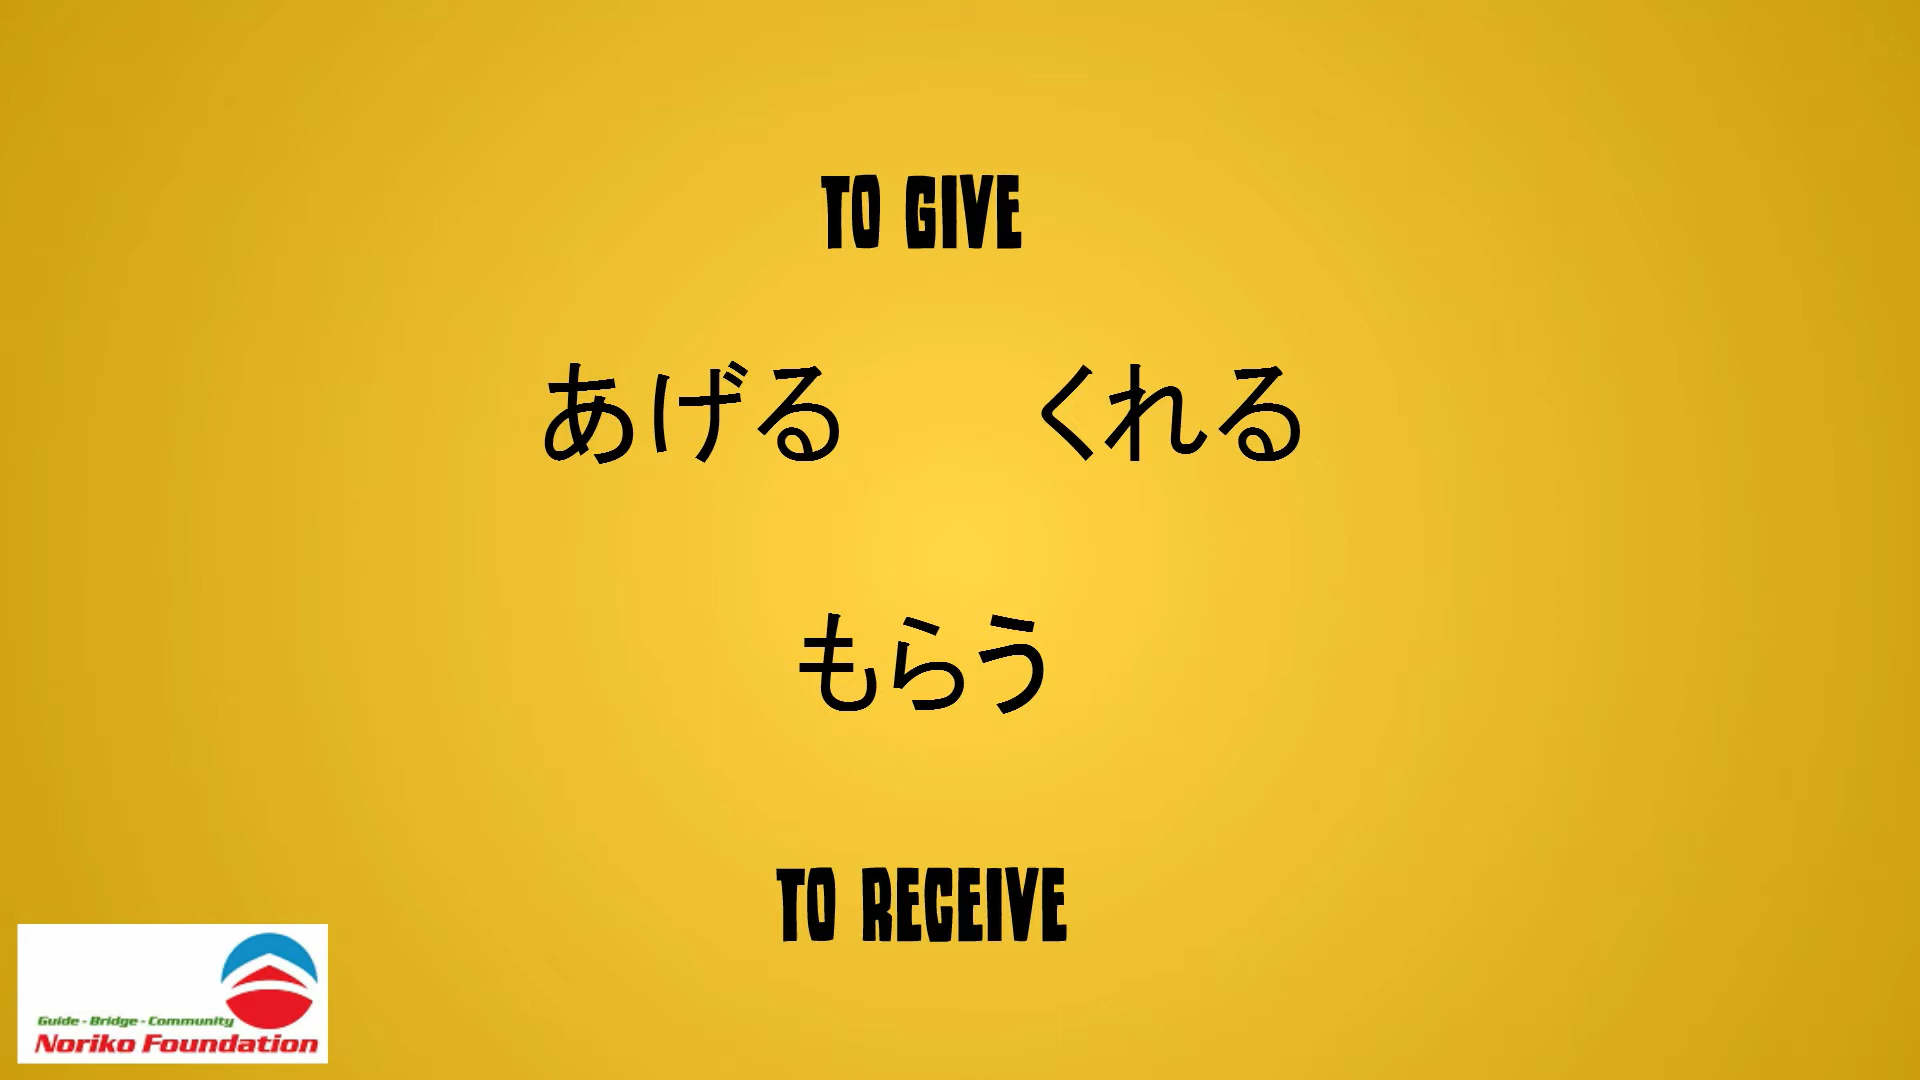 TO GIVE
あげる くれる
もらう
TO RECEIVE
Guide - Bridge - Community
Noriko Foundation